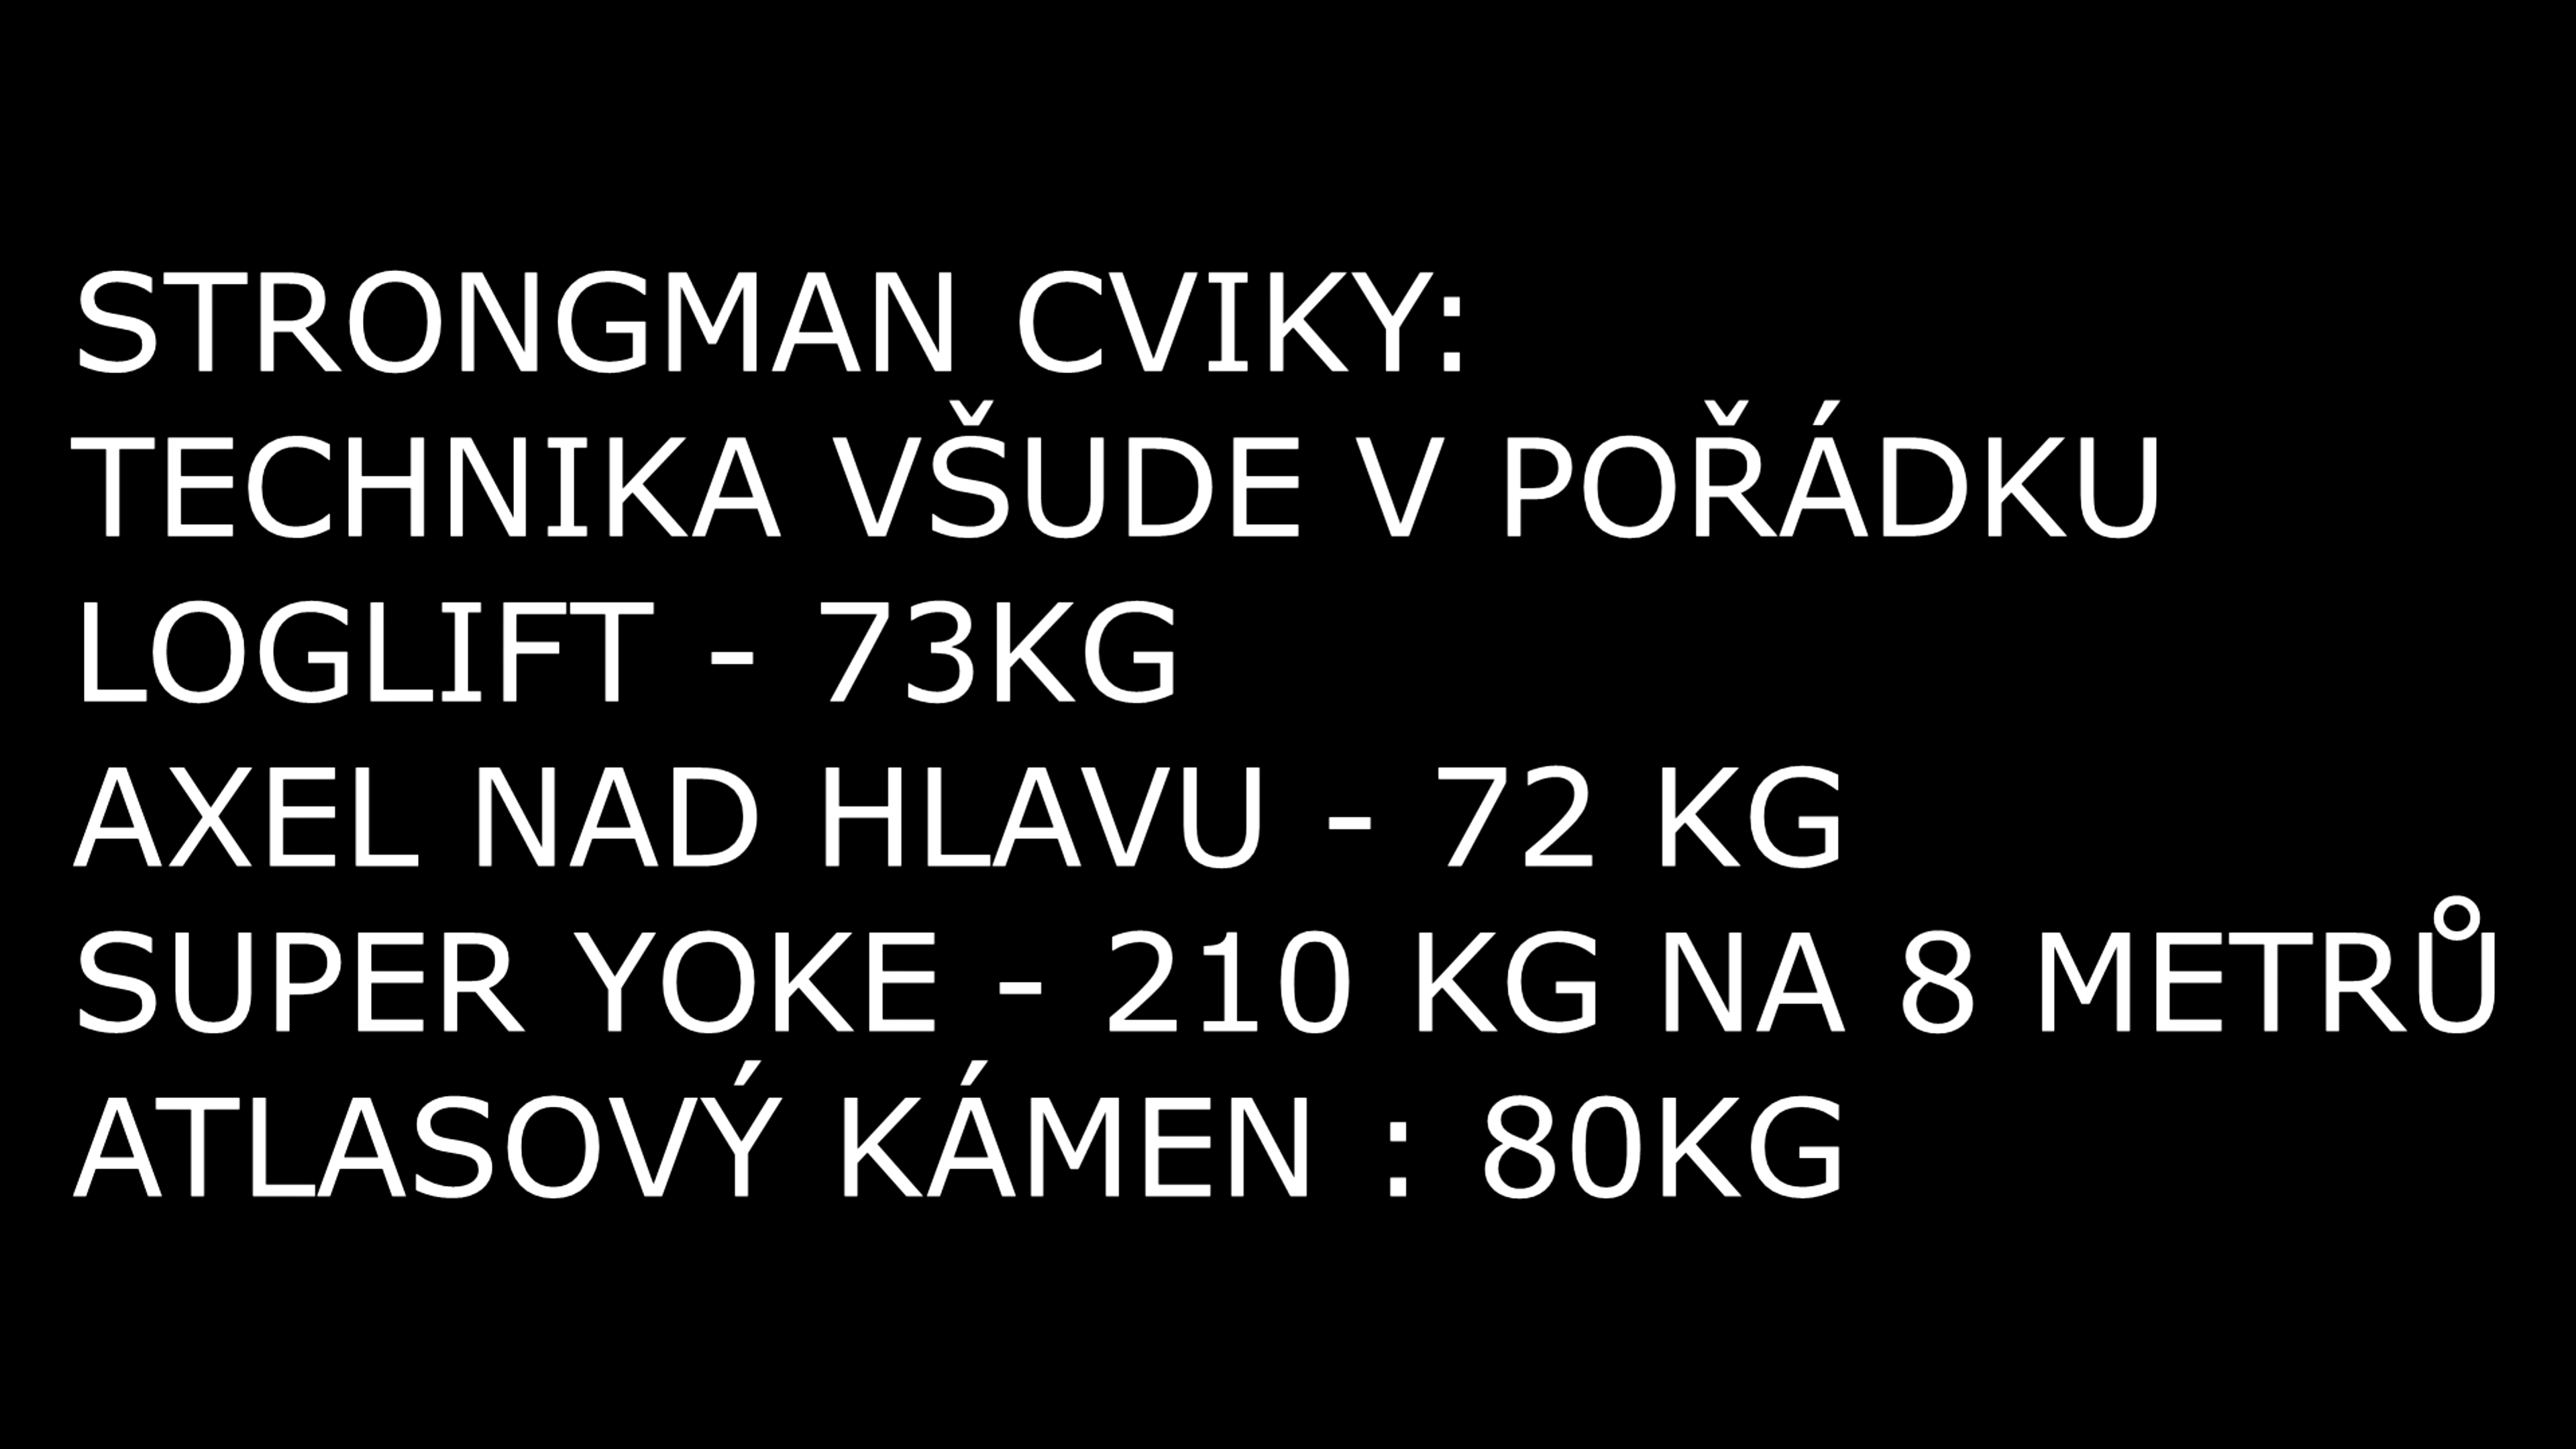 STRONGMAN CVIKY:
TECHNIKA VŠUDE V POŘÁDKU
LOGLIFT - 73KG
AXEL NAD HLAVU - 72 KG
SUPER YOKE - 210 KG NA 8 METRŮ
ATLASOVÝ KÁMEN : 80KG